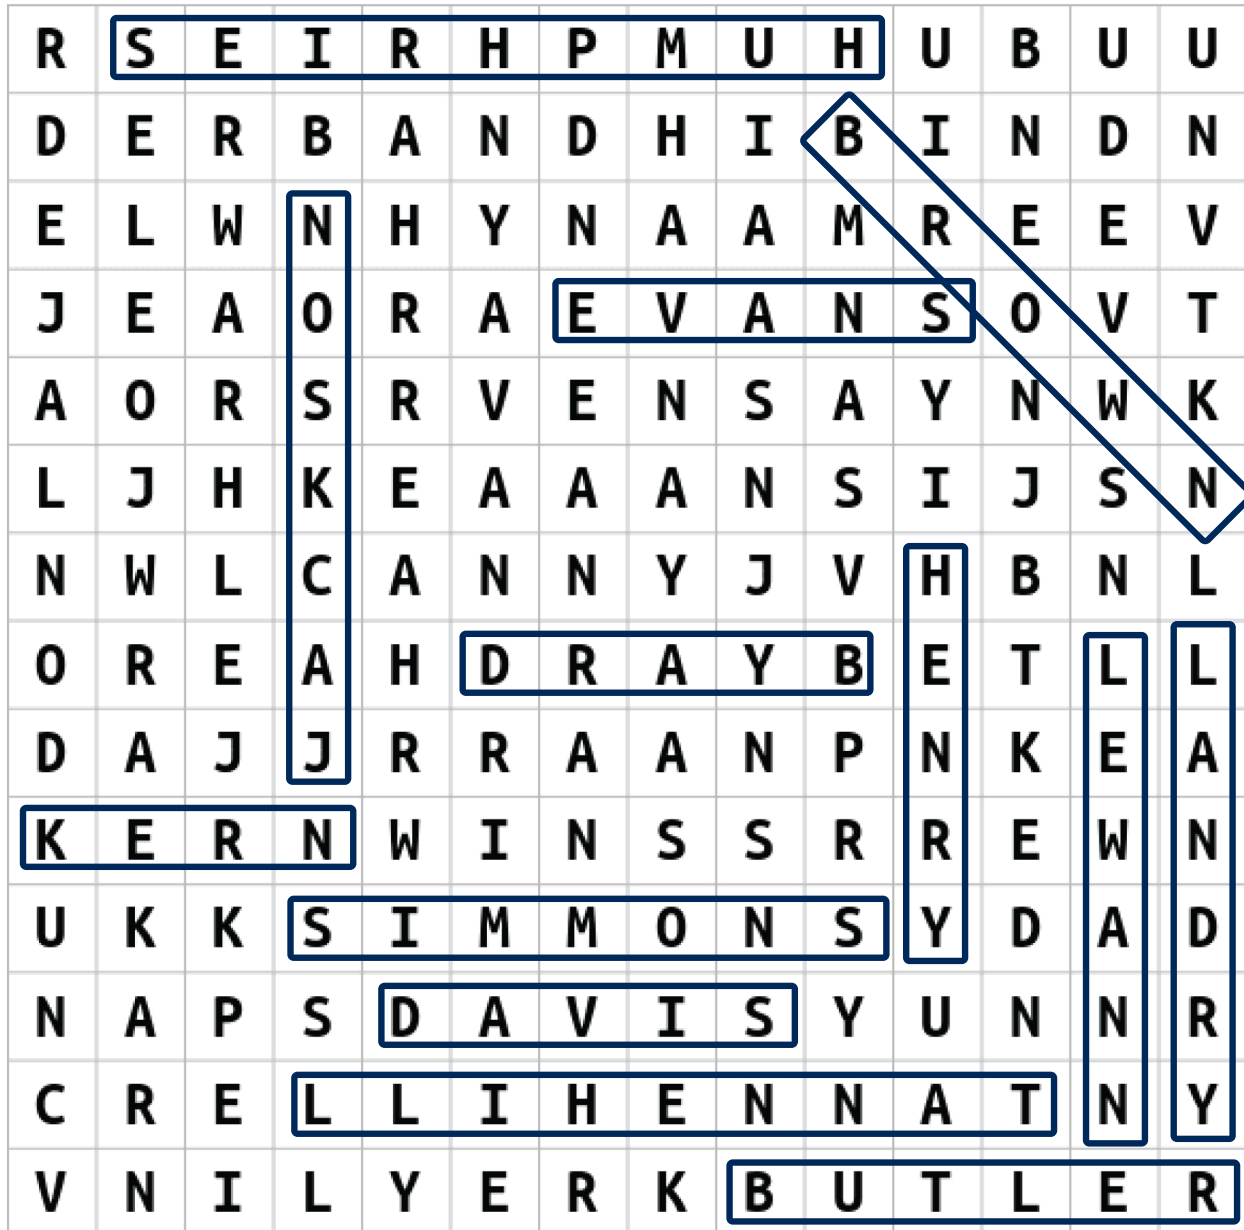 R S E I R H P M U H U B U U
D E R B A N D H I B I N D N
E L W N H Y N A A M R E E V
J E A O R A E V A N S O V T
A O R S R V E N S A Y N W K
L J H K E A A A N S I J S N
N W L C A N N Y J V H B N L
O R E A H D R A Y B E T L L
D A J J R R A A N P N K E A
K E R N W I N S S R R E W N
U K K S I M M O N S Y D A D
N A P S D A V I S Y U N N R
C R E L L I H E N N A T N Y
V N I L Y E R K B U T L E R